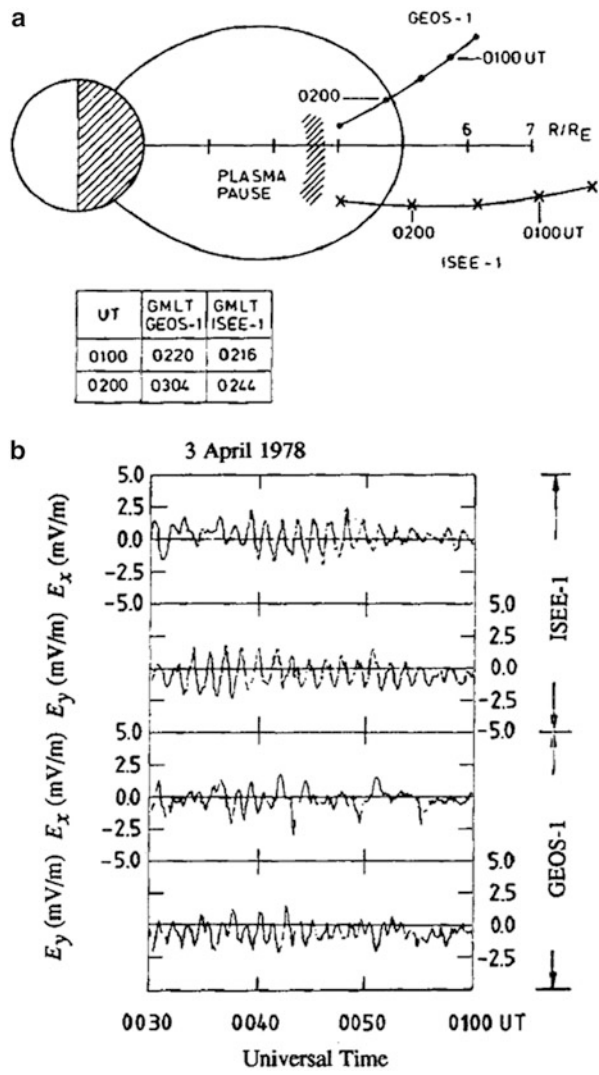 a
GEOS-1
0100 UT
0200
6 7 R/RE
PLASMA
PAUSE
0200
0100 UT
ISEE-1
UT GMLT GEOS-1 GMLT ISEE-1
0100 0220 0216
0200 0304 0244
b
3 April 1978
5.0
2.5
0.0
-2.5
-5.0
Ex (mV/m)
5.0
2.5
0.0
-2.5
-5.0
Ey (mV/m)
ISEE-1
2.5
0.0
-2.5
-5.0
Ex (mV/m)
5.0
2.5
0.0
-2.5
Ey (mV/m)
GEOS-1
0030 0040 0050 0100 UT
Universal Time